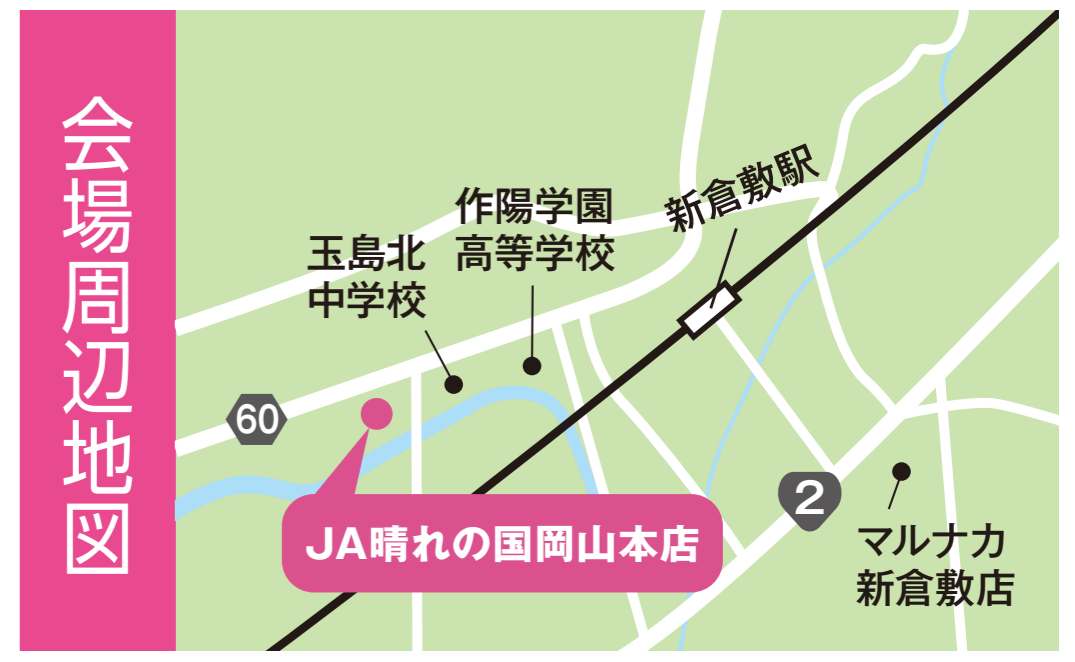 会場周辺地図
新倉敷駅
作陽学園
高等学校
玉島北
中学校
60
JA晴れの国岡山本店
2
マルナカ
新倉敷店